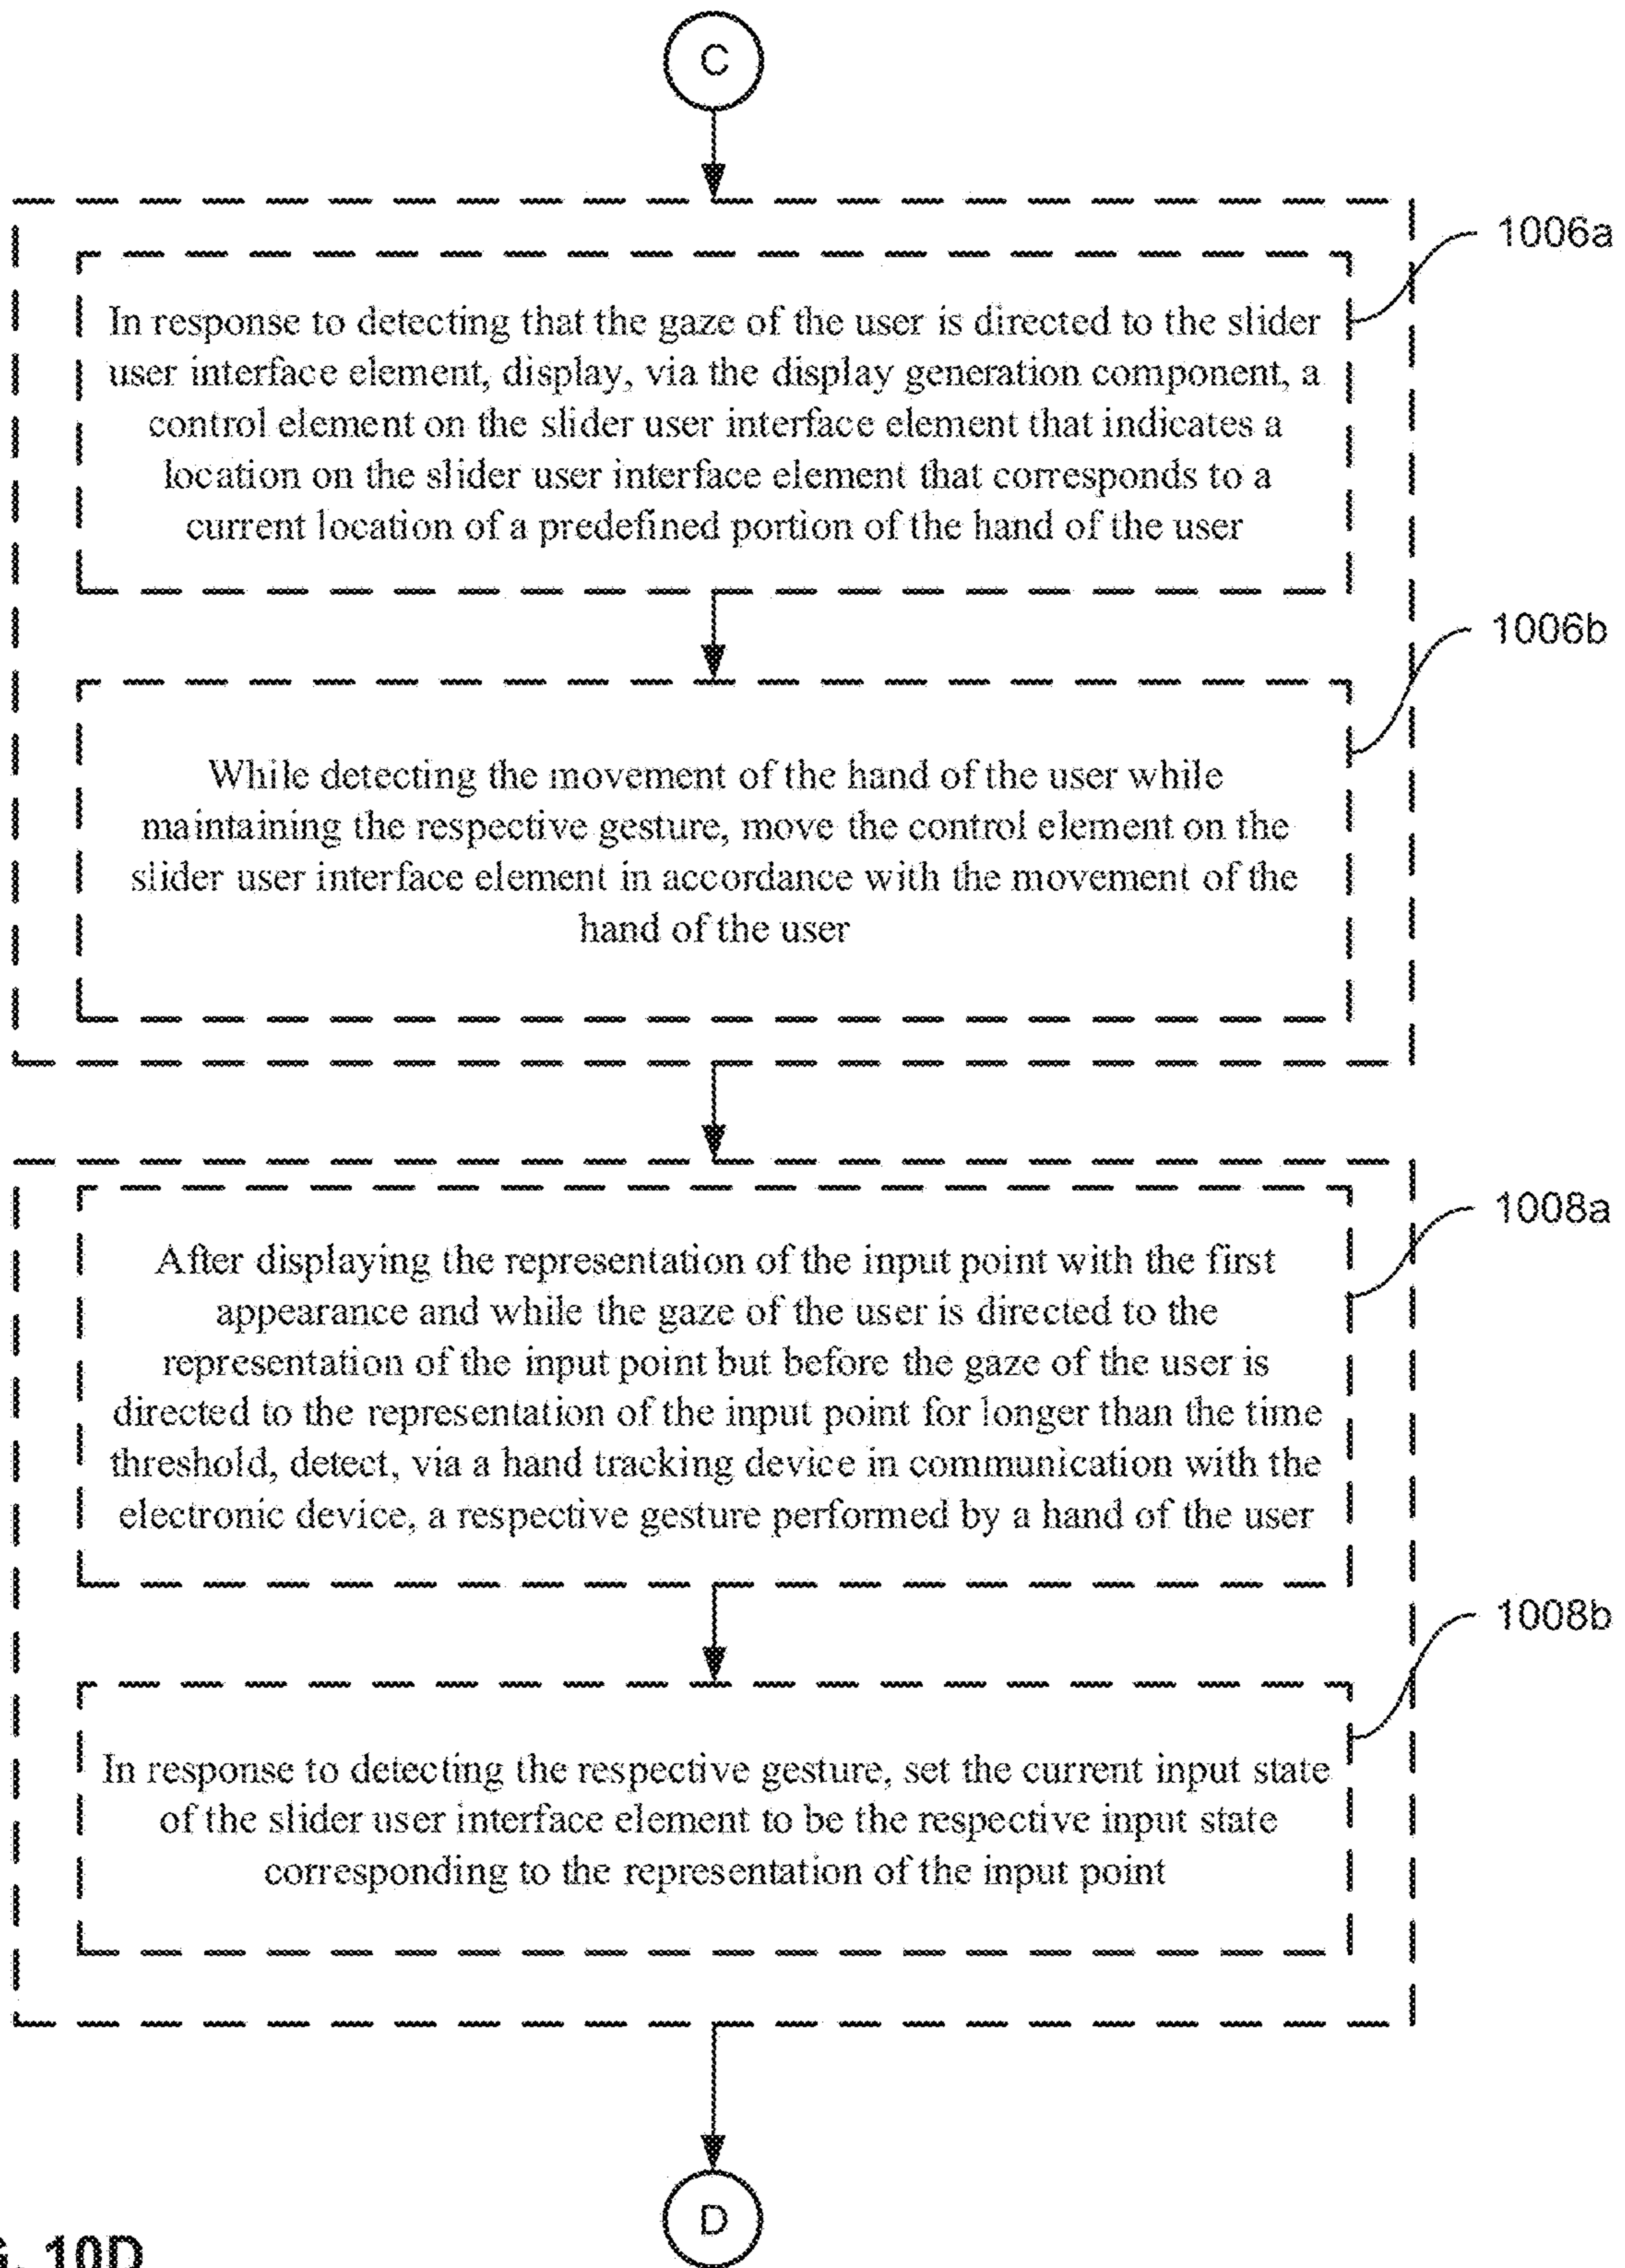 C
1006a
In response to detecting that the gaze of the user is directed to the slider
user interface element, display, via the display generation component, a
control element on the slider user interface element that indicates a
location on the slider user interface element that corresponds to a
current location of a predefined portion of the hand of the user
1006b
While detecting the movement of the hand of the user while
maintaining the respective gesture, move the control element on the
slider user interface element in accordance with the movement of the
hand of the user
1008a
After displaying the representation of the input point with the first
appearance and while the gaze of the user is directed to the
representation of the input point but before the gaze of the user is
directed to the representation of the input point for longer than the time
threshold, detect, via a hand tracking device in communication with the
electronic device, a respective gesture performed by a hand of the user
1008b
In response to detecting the respective gesture, set the current input state
of the slider user interface element to be the respective input state
corresponding to the representation of the input point
D
G. 10D